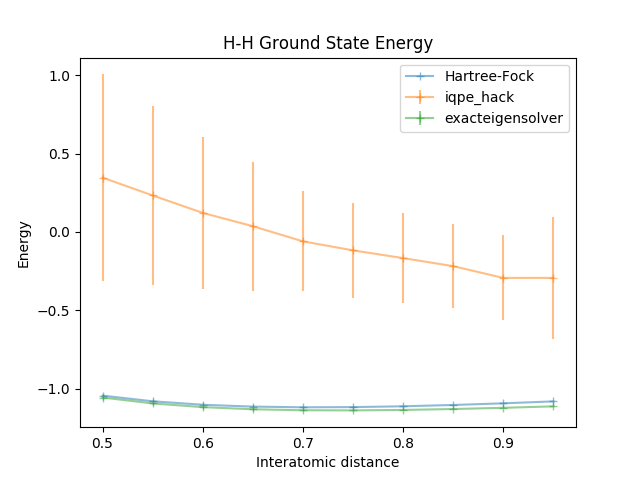 H-H Ground State Energy
Hartree-Fock
iqpe_hack
exacteigensolver
Energy
1.0
0.5
0.0
−0.5
−1.0
0.5 0.6 0.7 0.8 0.9
Interatomic distance